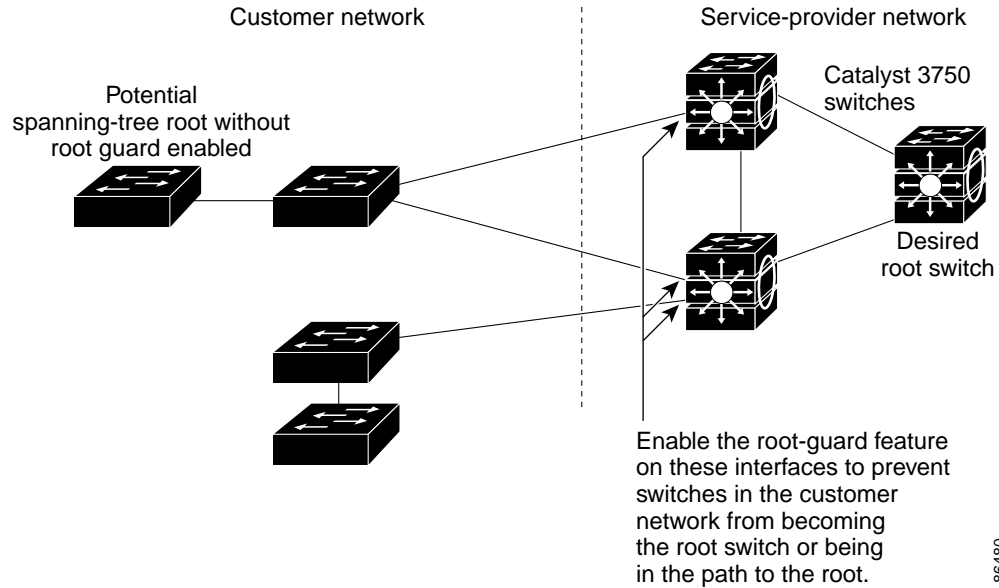 Customer network
Service-provider network
Potential
spanning-tree root without
root guard enabled
Catalyst 3750
switches
Desired
root switch
Enable the root-guard feature
on these interfaces to prevent
switches in the customer
network from becoming
the root switch or being
in the path to the root.
86489